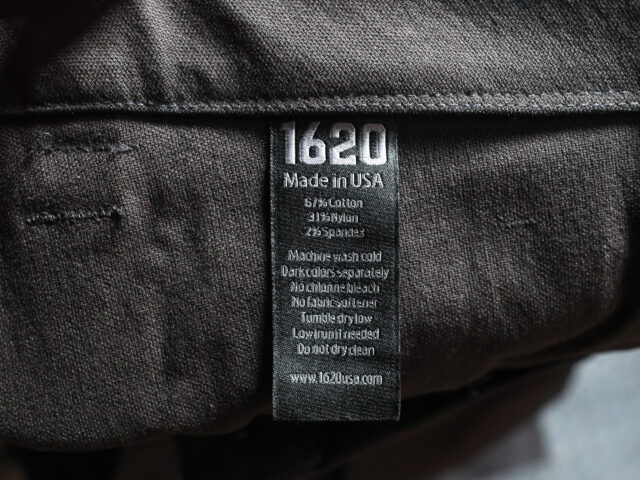 1620
Made in USA
67% Cotton
31% Nylon
2% Spandex
Machine wash cold
Dark colors separately
No chlorine bleach
No fabric softener
Tumble dry low
Low iron if needed
Do not dry clean
www.1620usa.com